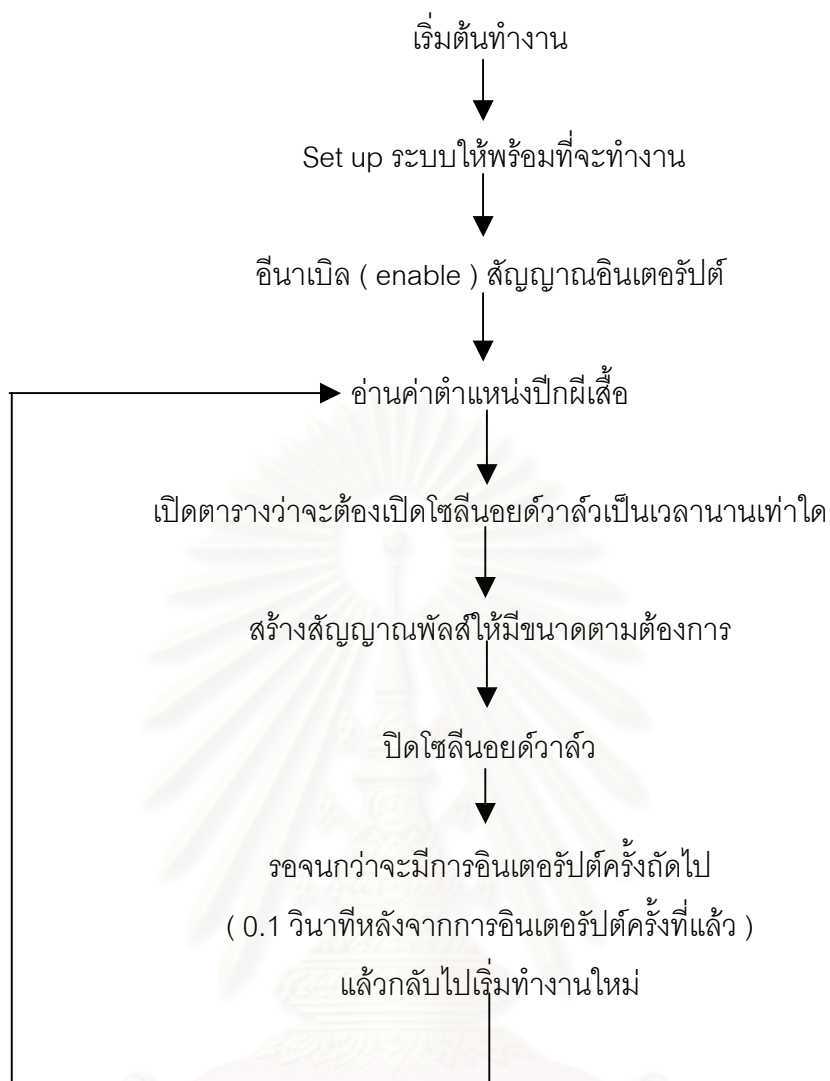 เริ่มต้นทำงาน
Set up ระบบให้พร้อมที่จะทำงาน
อีนาเบิล ( enable ) สัญญาณอินเตอรัปต์
อ่านค่าตำแหน่งปีกผีเสื้อ
เปิดตารางว่าจะต้องเปิดโซลีนอยด์วาล์วเป็นเวลานานเท่าใด
สร้างสัญญาณพัลส์ให้มีขนาดตามต้องการ
ปิดโซลีนอยด์วาล์ว
รอจนกว่าจะมีการอินเตอรัปต์ครั้งถัดไป
( 0.1 วินาทีหลังจากการอินเตอรัปต์ครั้งที่แล้ว )
แล้วกลับไปเริ่มทำงานใหม่